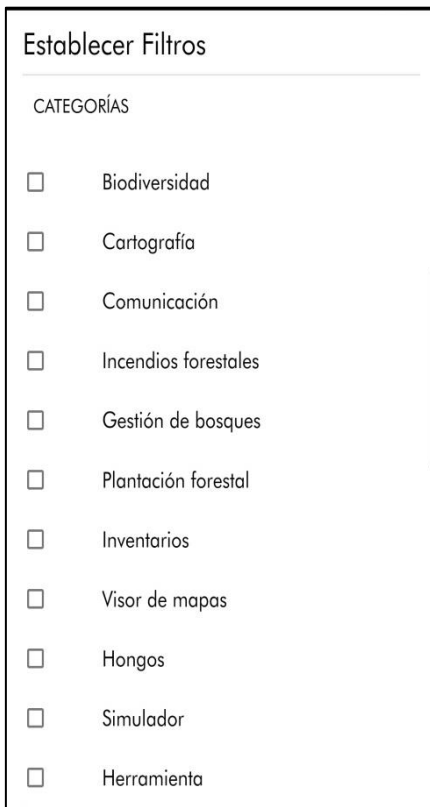 Establecer Filtros
CATEGORÍAS
Biodiversidad
Cartografía
Comunicación
Incendios forestales
Gestión de bosques
Plantación forestal
Inventarios
Visor de mapas
Hongos
Simulador
Herramienta